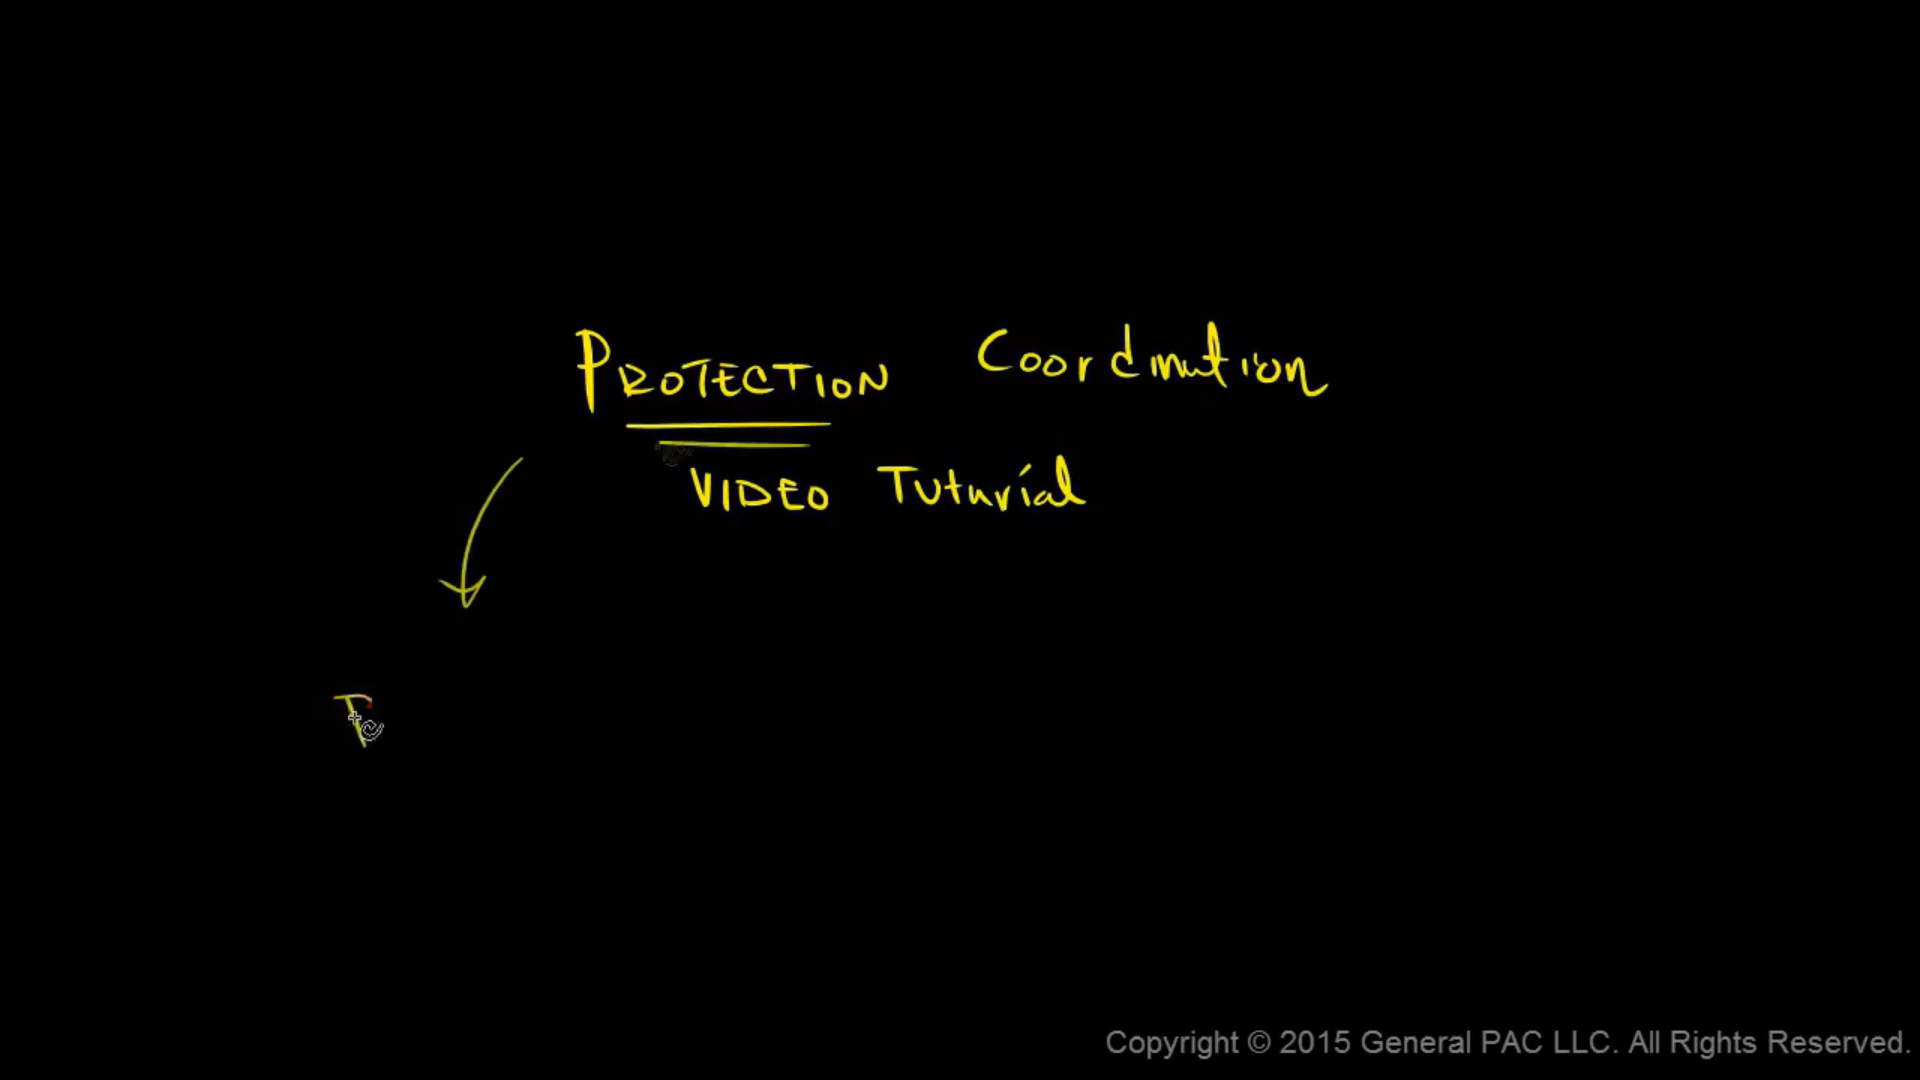 PROTECTION Coordination
VIDEO Tuturial
Copyright © 2015 General PAC LLC. All Rights Reserved.